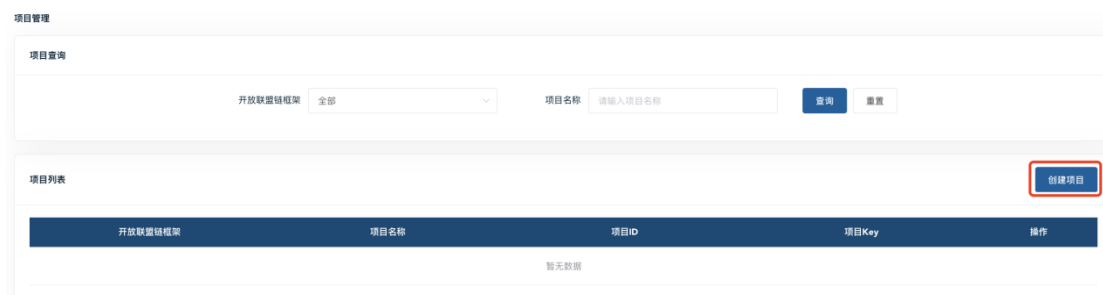 项目管理
项目查询
开放联盟链框架 全部 项目名称 请输入项目名称 查询 重置
项目列表 创建项目
开放联盟链框架 项目名称 项目ID 项目Key 操作
暂无数据